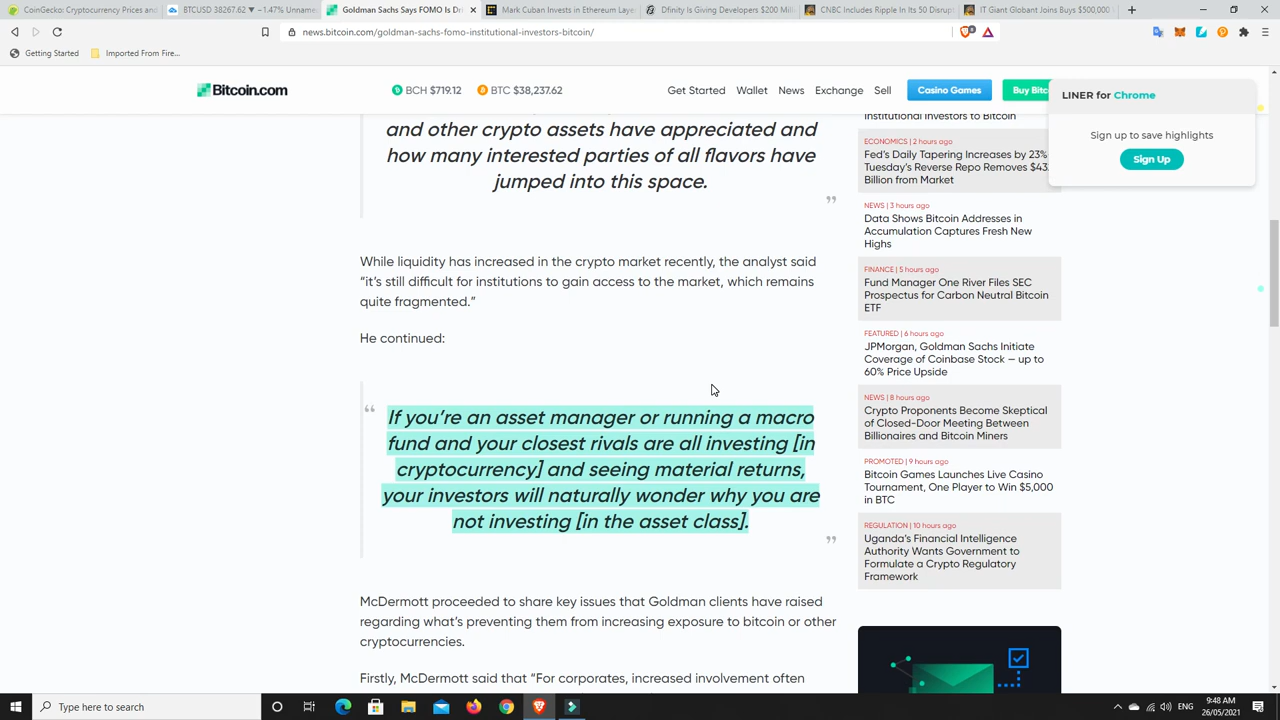 CoinGecko: Cryptocurrency Prices and
BTCUSD 38267.62 ▼ −1.47% Unname
Goldman Sachs Says FOMO Is Dri
Mark Cuban Invests in Ethereum Laye
Dfinity Is Giving Developers $200 Mill
CNBC Includes Ripple In Its 50 Disrup
IT Giant Globant Joins Buys $500,000
news.bitcoin.com/goldman-sachs-fomo-institutional-investors-bitcoin/
Getting Started
Imported From Fire...
Bitcoin.com
BCH $719.12
BTC $38,237.62
Get Started
Wallet
News
Exchange
Sell
Casino Games
Buy Bitc
LINER for Chrome
Sign up to save highlights
Sign Up
and other crypto assets have appreciated and
how many interested parties of all flavors have
jumped into this space.
”
While liquidity has increased in the crypto market recently, the analyst said
“it’s still difficult for institutions to gain access to the market, which remains
quite fragmented.”
He continued:
“
If you’re an asset manager or running a macro
fund and your closest rivals are all investing [in
cryptocurrency] and seeing material returns,
your investors will naturally wonder why you are
not investing [in the asset class].
”
McDermott proceeded to share key issues that Goldman clients have raised
regarding what’s preventing them from increasing exposure to bitcoin or other
cryptocurrencies.
Firstly, McDermott said that “For corporates, increased involvement often
Institutional Investors to Bitcoin
ECONOMICS | 2 hours ago
Fed’s Daily Tapering Increases by 23%
Tuesday’s Reverse Repo Removes $43
Billion from Market
NEWS | 3 hours ago
Data Shows Bitcoin Addresses in
Accumulation Captures Fresh New
Highs
FINANCE | 5 hours ago
Fund Manager One River Files SEC
Prospectus for Carbon Neutral Bitcoin
ETF
FEATURED | 6 hours ago
JPMorgan, Goldman Sachs Initiate
Coverage of Coinbase Stock — up to
60% Price Upside
NEWS | 8 hours ago
Crypto Proponents Become Skeptical
of Closed-Door Meeting Between
Billionaires and Bitcoin Miners
PROMOTED | 9 hours ago
Bitcoin Games Launches Live Casino
Tournament, One Player to Win $5,000
in BTC
REGULATION | 10 hours ago
Uganda’s Financial Intelligence
Authority Wants Government to
Formulate a Crypto Regulatory
Framework
Type here to search
ENG
9:48 AM
26/05/2021